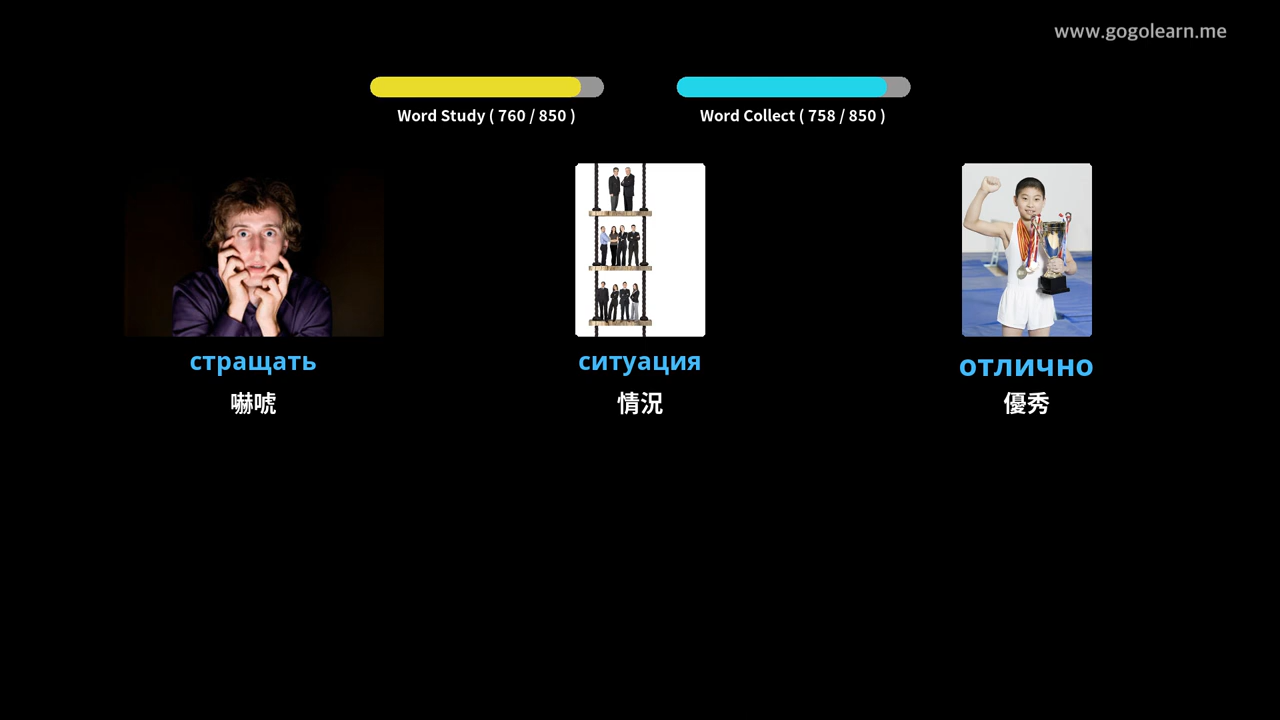 www.gogolearn.me
Word Study ( 760 / 850 )
Word Collect ( 758 / 850 )
стращать
ситуация
отлично
嚇唬
情況
優秀